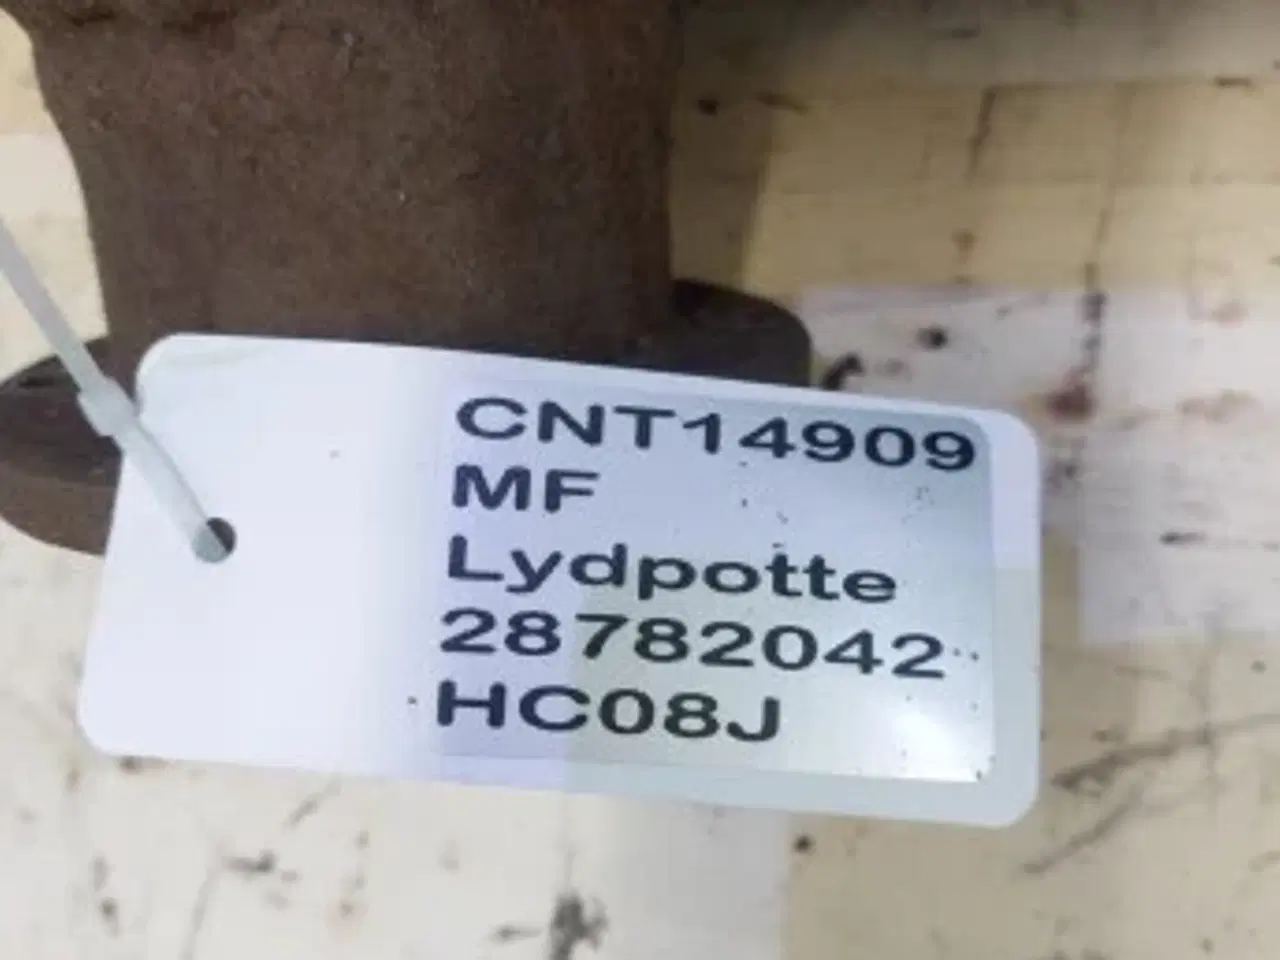 CNT14909
MF
Lydpotte
28782042
HC08J